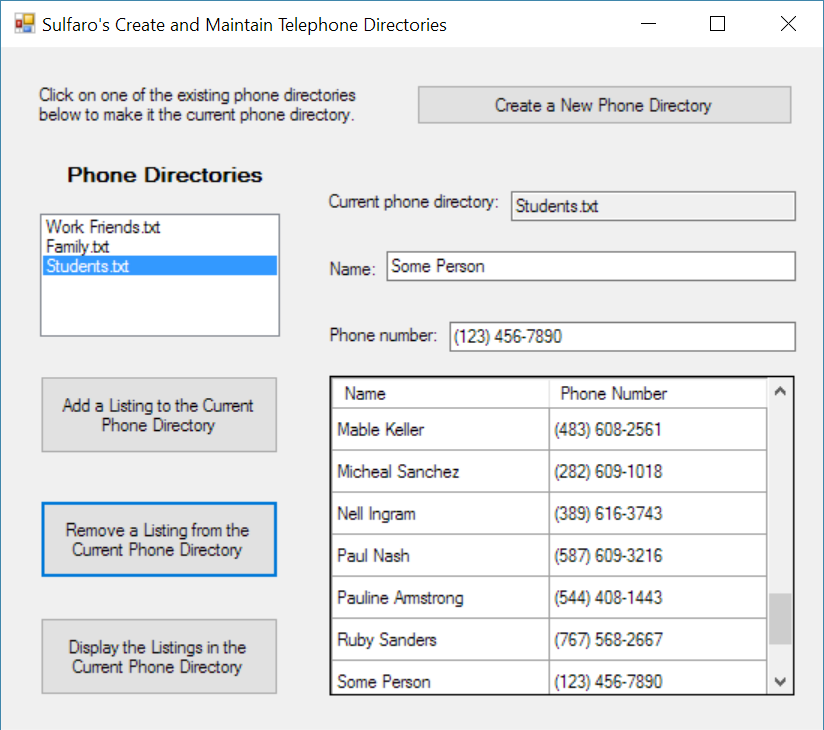 Sulfaro's Create and Maintain Telephone Directories
Click on one of the existing phone directories
below to make it the current phone directory.
Create a New Phone Directory
Phone Directories
Work Friends.txt
Family.txt
Students.txt
Current phone directory: Students.txt
Name: Some Person
Phone number: (123) 456-7890
Add a Listing to the Current
Phone Directory
Remove a Listing from the
Current Phone Directory
Display the Listings in the
Current Phone Directory
Name Phone Number
Mable Keller (483) 608-2561
Micheal Sanchez (282) 609-1018
Nell Ingram (389) 616-3743
Paul Nash (587) 609-3216
Pauline Armstrong (544) 408-1443
Ruby Sanders (767) 568-2667
Some Person (123) 456-7890